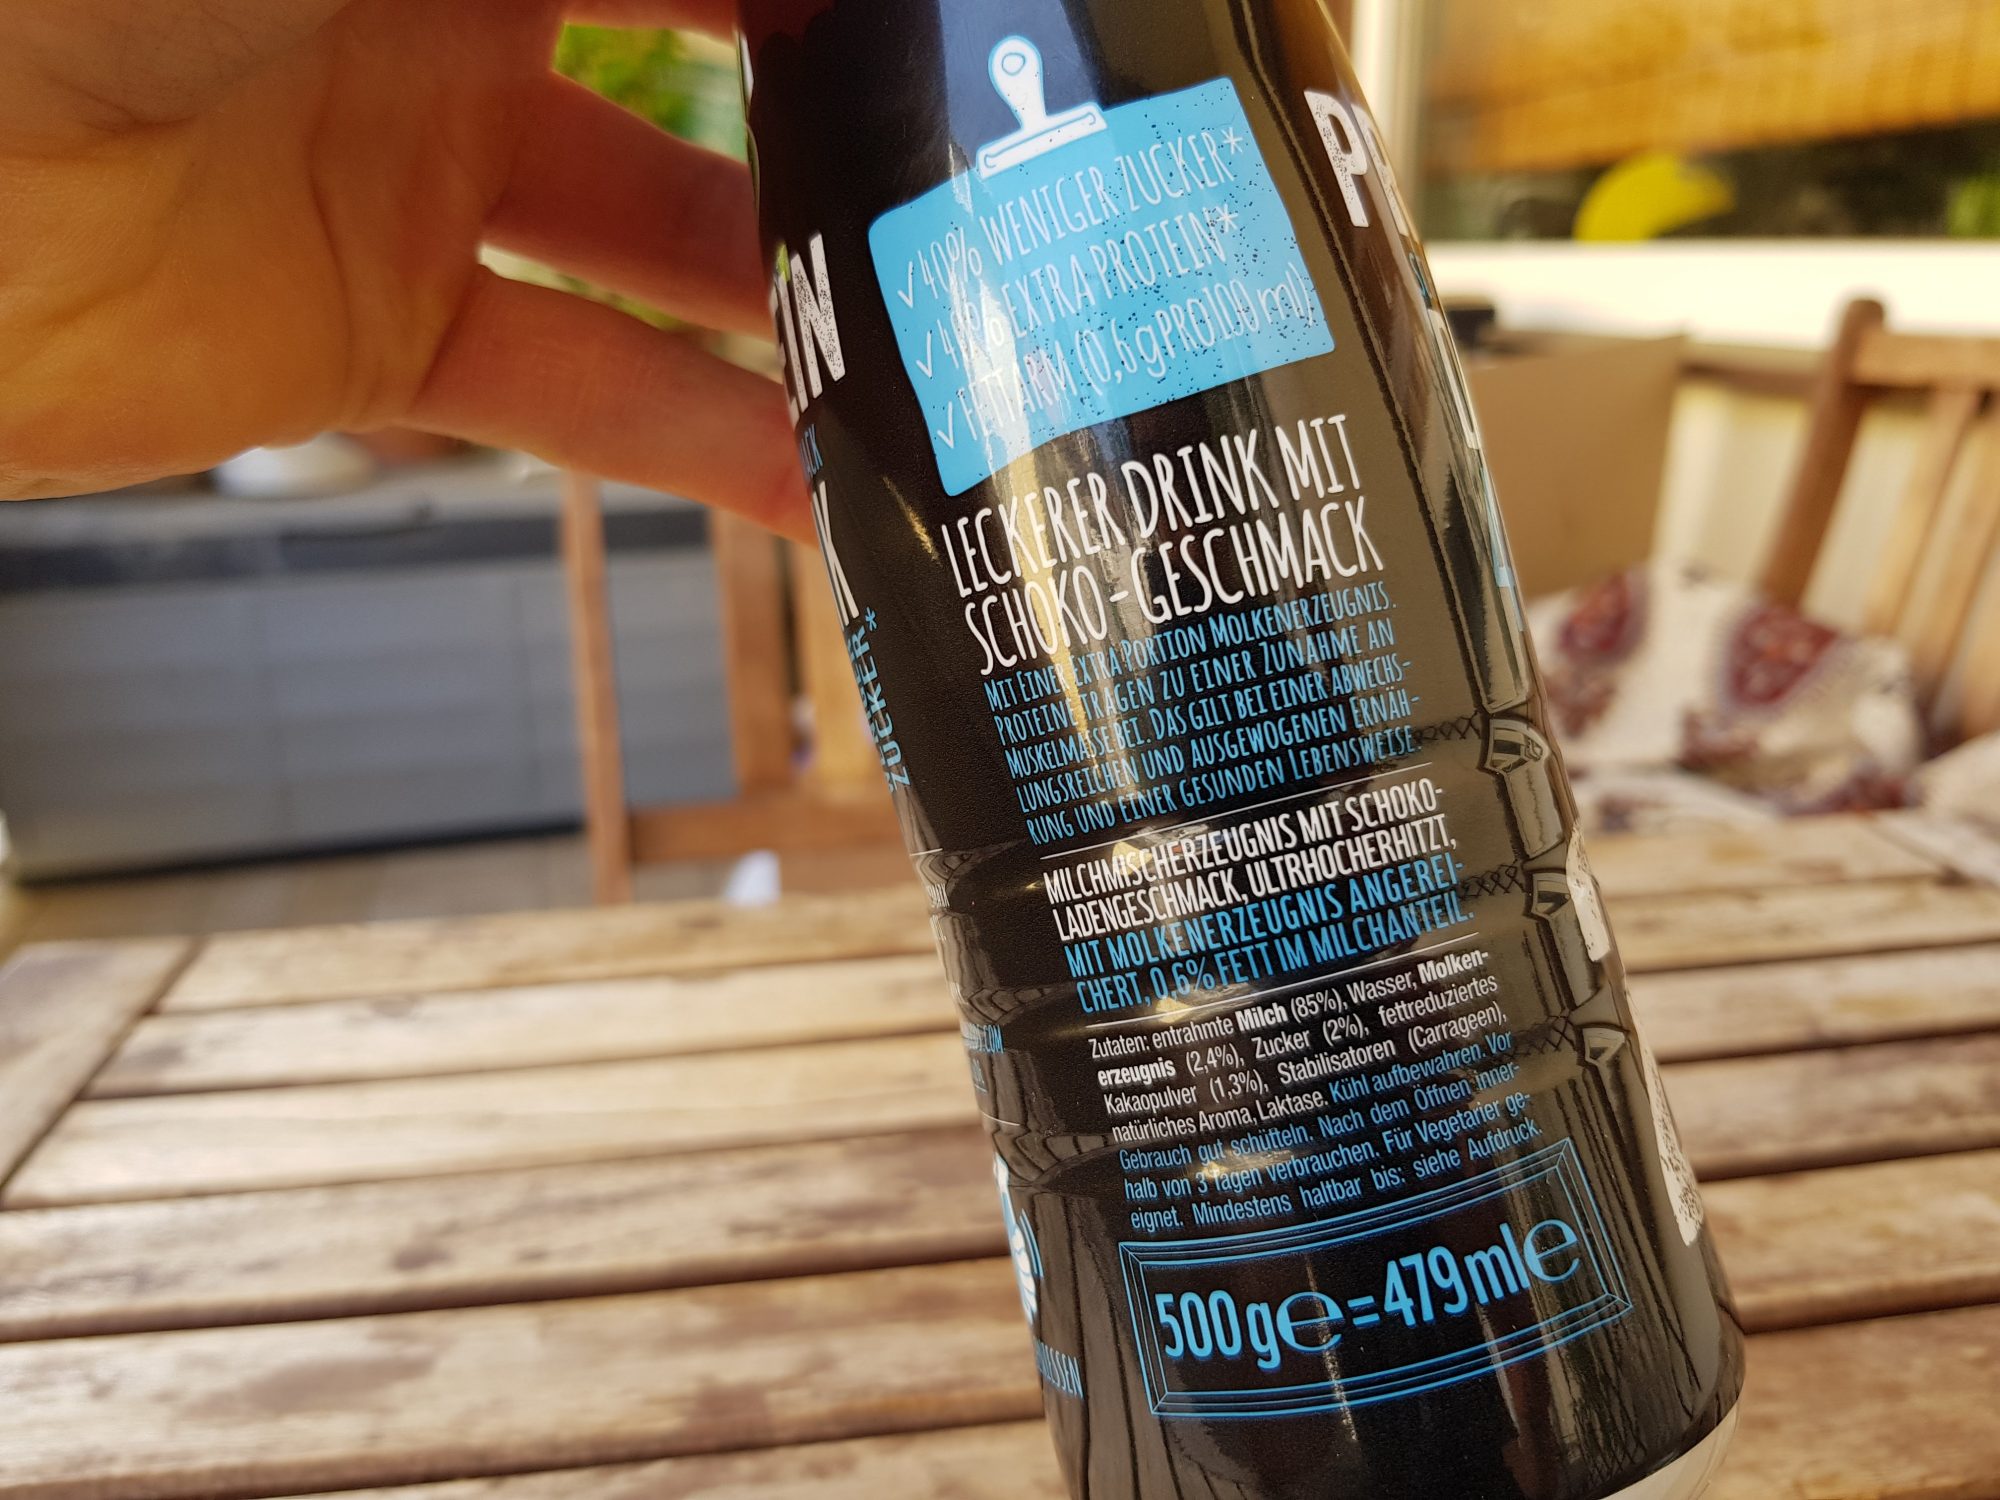 ✓ 40% WENIGER ZUCKER*
EXTRA PROTEIN*
✓ FETTARM (0,6 g PRO 100 ml)
LECKERER DRINK MIT
SCHOKO-GESCHMACK
MIT EINER EXTRA PORTION MOLKENERZEUGNIS.
PROTEINE TRAGEN ZU EINER ZUNAHME AN
MUSKELMASSE BEI. DAS GILT BEI EINER ABWECHS-
LUNGSREICHEN UND AUSGEWOGENEN ERNÄH-
RUNG UND EINER GESUNDEN LEBENSWEISE.
MILCHMISCHERZEUGNIS MIT SCHOKO-
LADENGESCHMACK, ULTRHOCHERHITZT,
MIT MOLKENERZEUGNIS ANGEREI-
CHERT, 0,6% FETT IM MILCHANTEIL.
Zutaten: entrahmte Milch (85%), Wasser, Molken-
erzeugnis (2,4%), Zucker (2%), fettreduziertes
Kakaopulver (1,3%), Stabilisatoren (Carrageen),
natürliches Aroma, Laktase. Kühl aufbewahren. Vor
Gebrauch gut schütteln. Nach dem Öffnen inner-
halb von 3 Tagen verbrauchen. Für Vegetarier ge-
eignet. Mindestens haltbar bis: siehe Aufdruck.
500 g e = 479 ml e
ZUCKER*